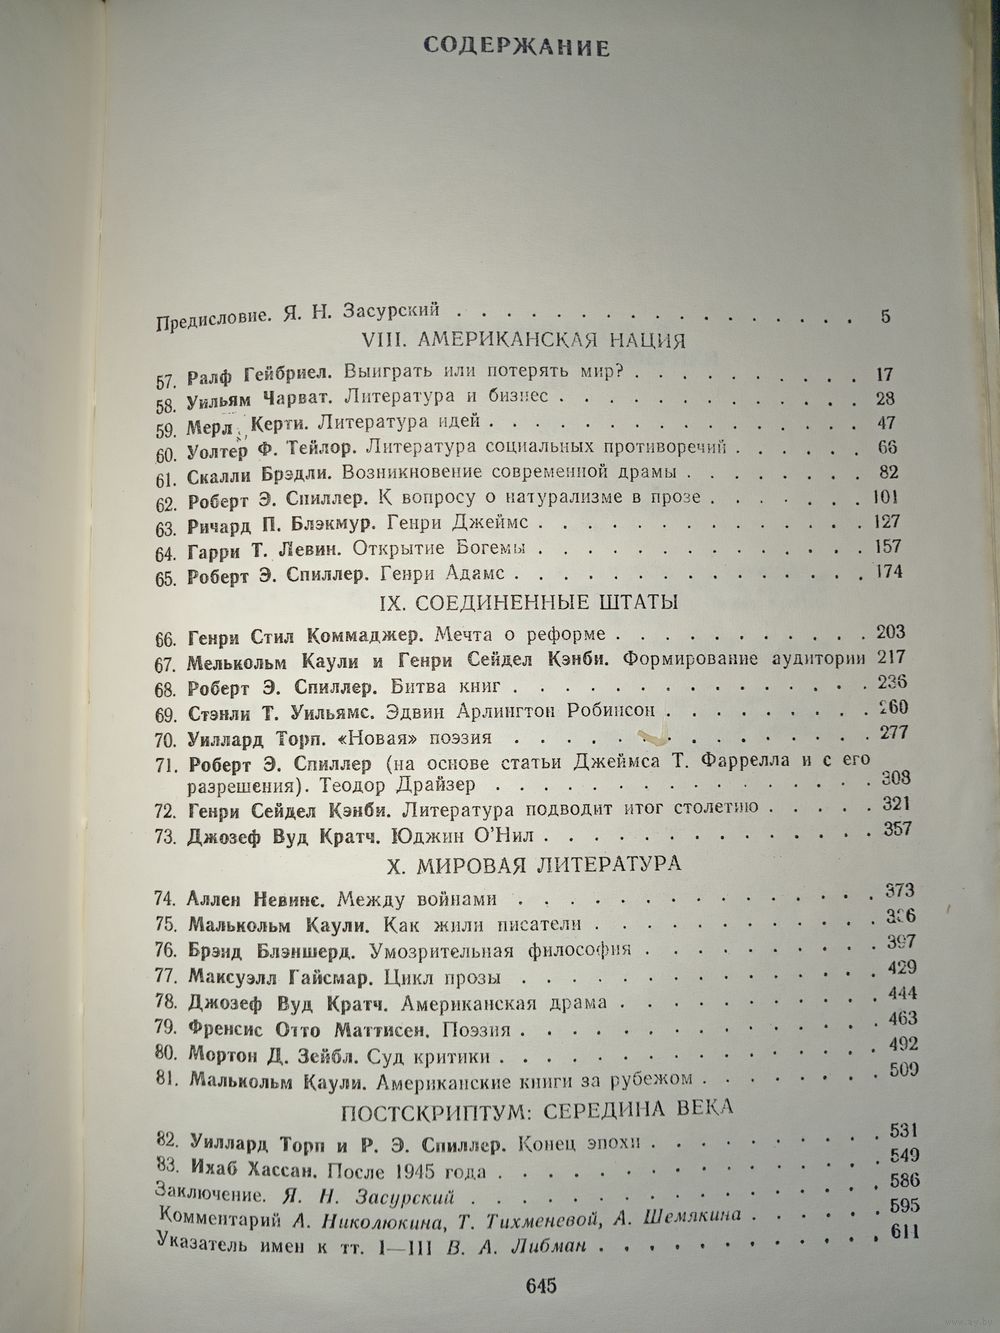 СОДЕРЖАНИЕ
Предисловие. Я. Н. Засурский . . . . . . . . . . . . . . . . . 5
VIII. АМЕРИКАНСКАЯ НАЦИЯ
57. Ралф Гейбриел. Выиграть или потерять мир? . . . . . . . . . . 17
58. Уильям Чарват. Литература и бизнес . . . . . . . . . . . . . 28
59. Мерл Керти. Литература идей . . . . . . . . . . . . . . . . 47
60. Уолтер Ф. Тейлор. Литература социальных противоречий . . . . . . 66
61. Скалли Брэдли. Возникновение современной драмы . . . . . . . . 82
62. Роберт Э. Спиллер. К вопросу о натурализме в прозе . . . . . . . 101
63. Ричард П. Блэкмур. Генри Джеймс . . . . . . . . . . . . . . 127
64. Гарри Т. Левин. Открытие Богемы . . . . . . . . . . . . . . 157
65. Роберт Э. Спиллер. Генри Адамс . . . . . . . . . . . . . . . 174
IX. СОЕДИНЕННЫЕ ШТАТЫ
66. Генри Стил Коммаджер. Мечта о реформе . . . . . . . . . . . 203
67. Мелькольм Каули и Генри Сейдел Кэнби. Формирование аудитории 217
68. Роберт Э. Спиллер. Битва книг . . . . . . . . . . . . . . . 236
69. Стэнли Т. Уильямс. Эдвин Арлингтон Робинсон . . . . . . . . . 260
70. Уиллард Торп. «Новая» поэзия . . . . . . . . . . . . . . . 277
71. Роберт Э. Спиллер (на основе статьи Джеймса Т. Фаррелла и с его
разрешения). Теодор Драйзер . . . . . . . . . . . . . . . 303
72. Генри Сейдел Кэнби. Литература подводит итог столетию . . . . . 321
73. Джозеф Вуд Кратч. Юджин О’Нил . . . . . . . . . . . . . . 357
X. МИРОВАЯ ЛИТЕРАТУРА
74. Аллен Невинс. Между войнами . . . . . . . . . . . . . . . 373
75. Малькольм Каули. Как жили писатели . . . . . . . . . . . .
76. Брэнд Блэншерд. Умозрительная философия . . . . . . . . . . 397
77. Максуэлл Гайсмар. Цикл прозы . . . . . . . . . . . . . . . 429
78. Джозеф Вуд Кратч. Американская драма . . . . . . . . . . . 444
79. Френсис Отто Маттисен. Поэзия . . . . . . . . . . . . . . . 463
80. Мортон Д. Зейбл. Суд критики . . . . . . . . . . . . . . . 492
81. Малькольм Каули. Американские книги за рубежом . . . . . . . 509
ПОСТСКРИПТУМ: СЕРЕДИНА ВЕКА
82. Уиллард Торп и Р. Э. Спиллер. Конец эпохи . . . . . . . . . 531
83. Ихаб Хассан. После 1945 года . . . . . . . . . . . . . . . 549
Заключение. Я. Н. Засурский . . . . . . . . . . . . . . . . 586
Комментарий А. Николюкина, Т. Тихменевой, А. Шемякина . . . . . 595
Указатель имен к тт. I—III В. А. Либман . . . . . . . . . . . 611
645
www.ay.by